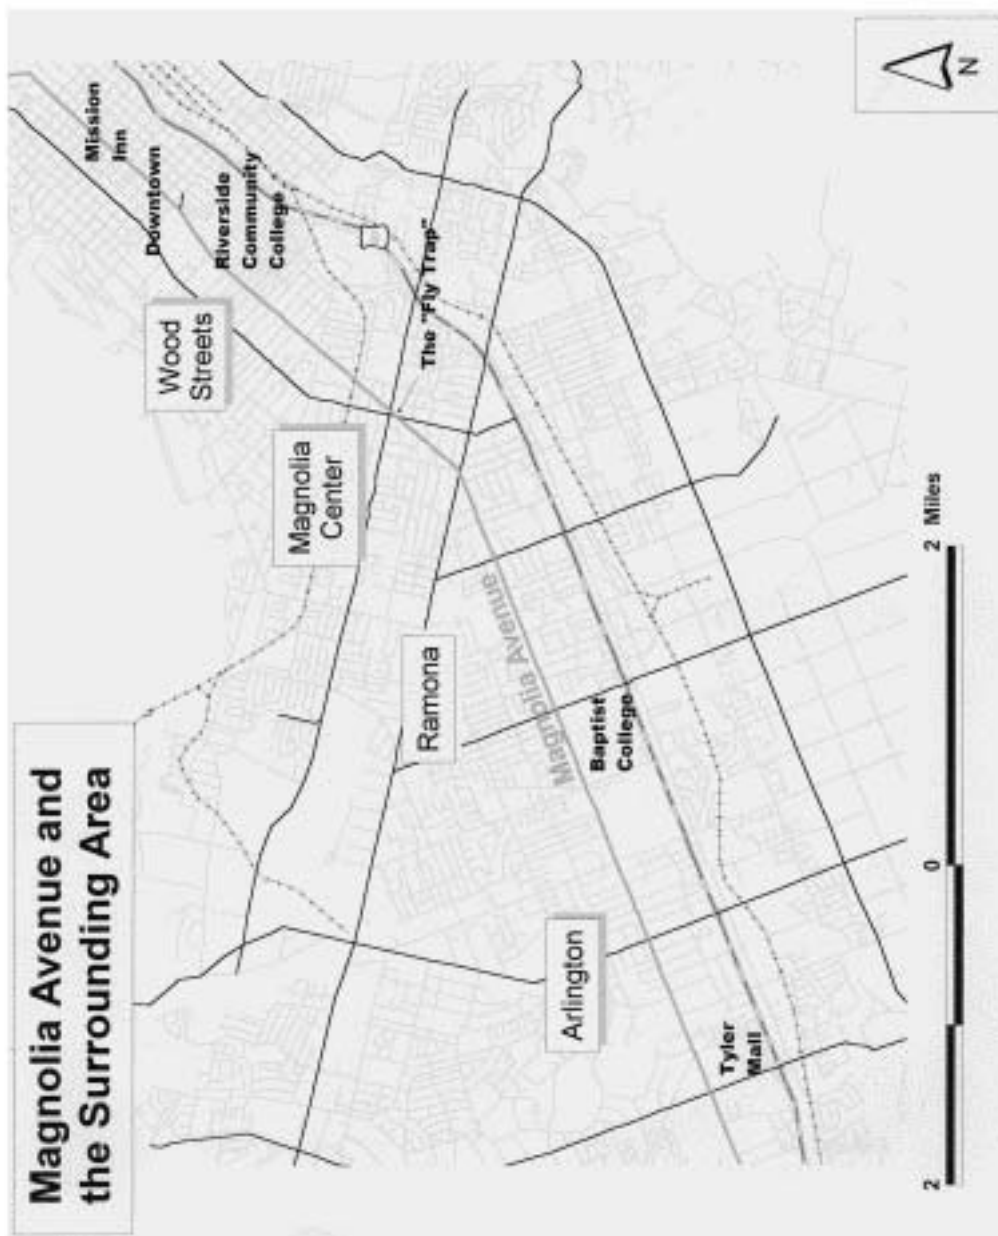 Magnolia Avenue and
the Surrounding Area
Mission
Inn
Downtown
Riverside
Community
College
Wood
Streets
The "Fly Trap"
Magnolia
Center
Ramona
Magnolia Avenue
Baptist
College
Arlington
Tyler
Mall
N
2
0
2 Miles